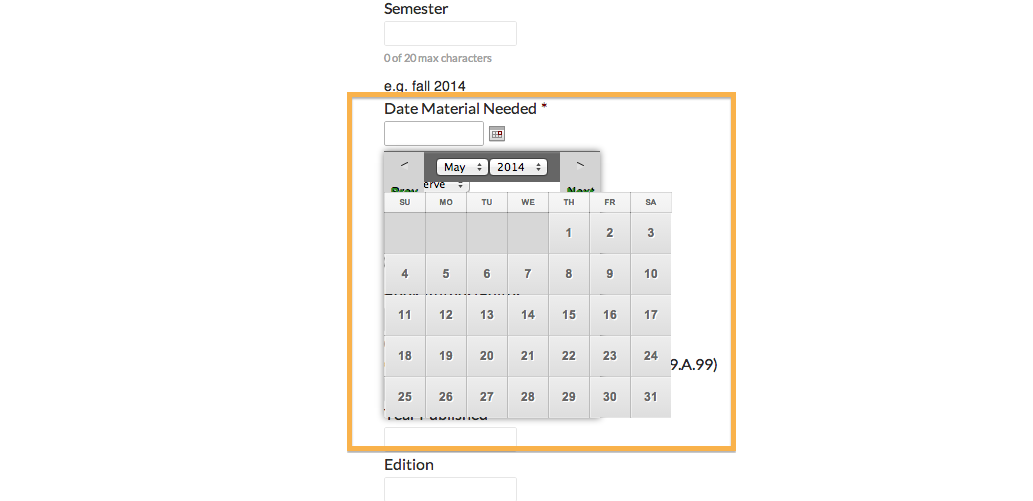 Semester
0 of 20 max characters
e.g. fall 2014
Date Material Needed *
< May 2014 >
Prev erve Next
SU MO TU WE TH FR SA
1 2 3
4 5 6 7 8 9 10
11 12 13 14 15 16 17
18 19 20 21 22 23 24
9.A.99)
25 26 27 28 29 30 31
Year Published
Edition